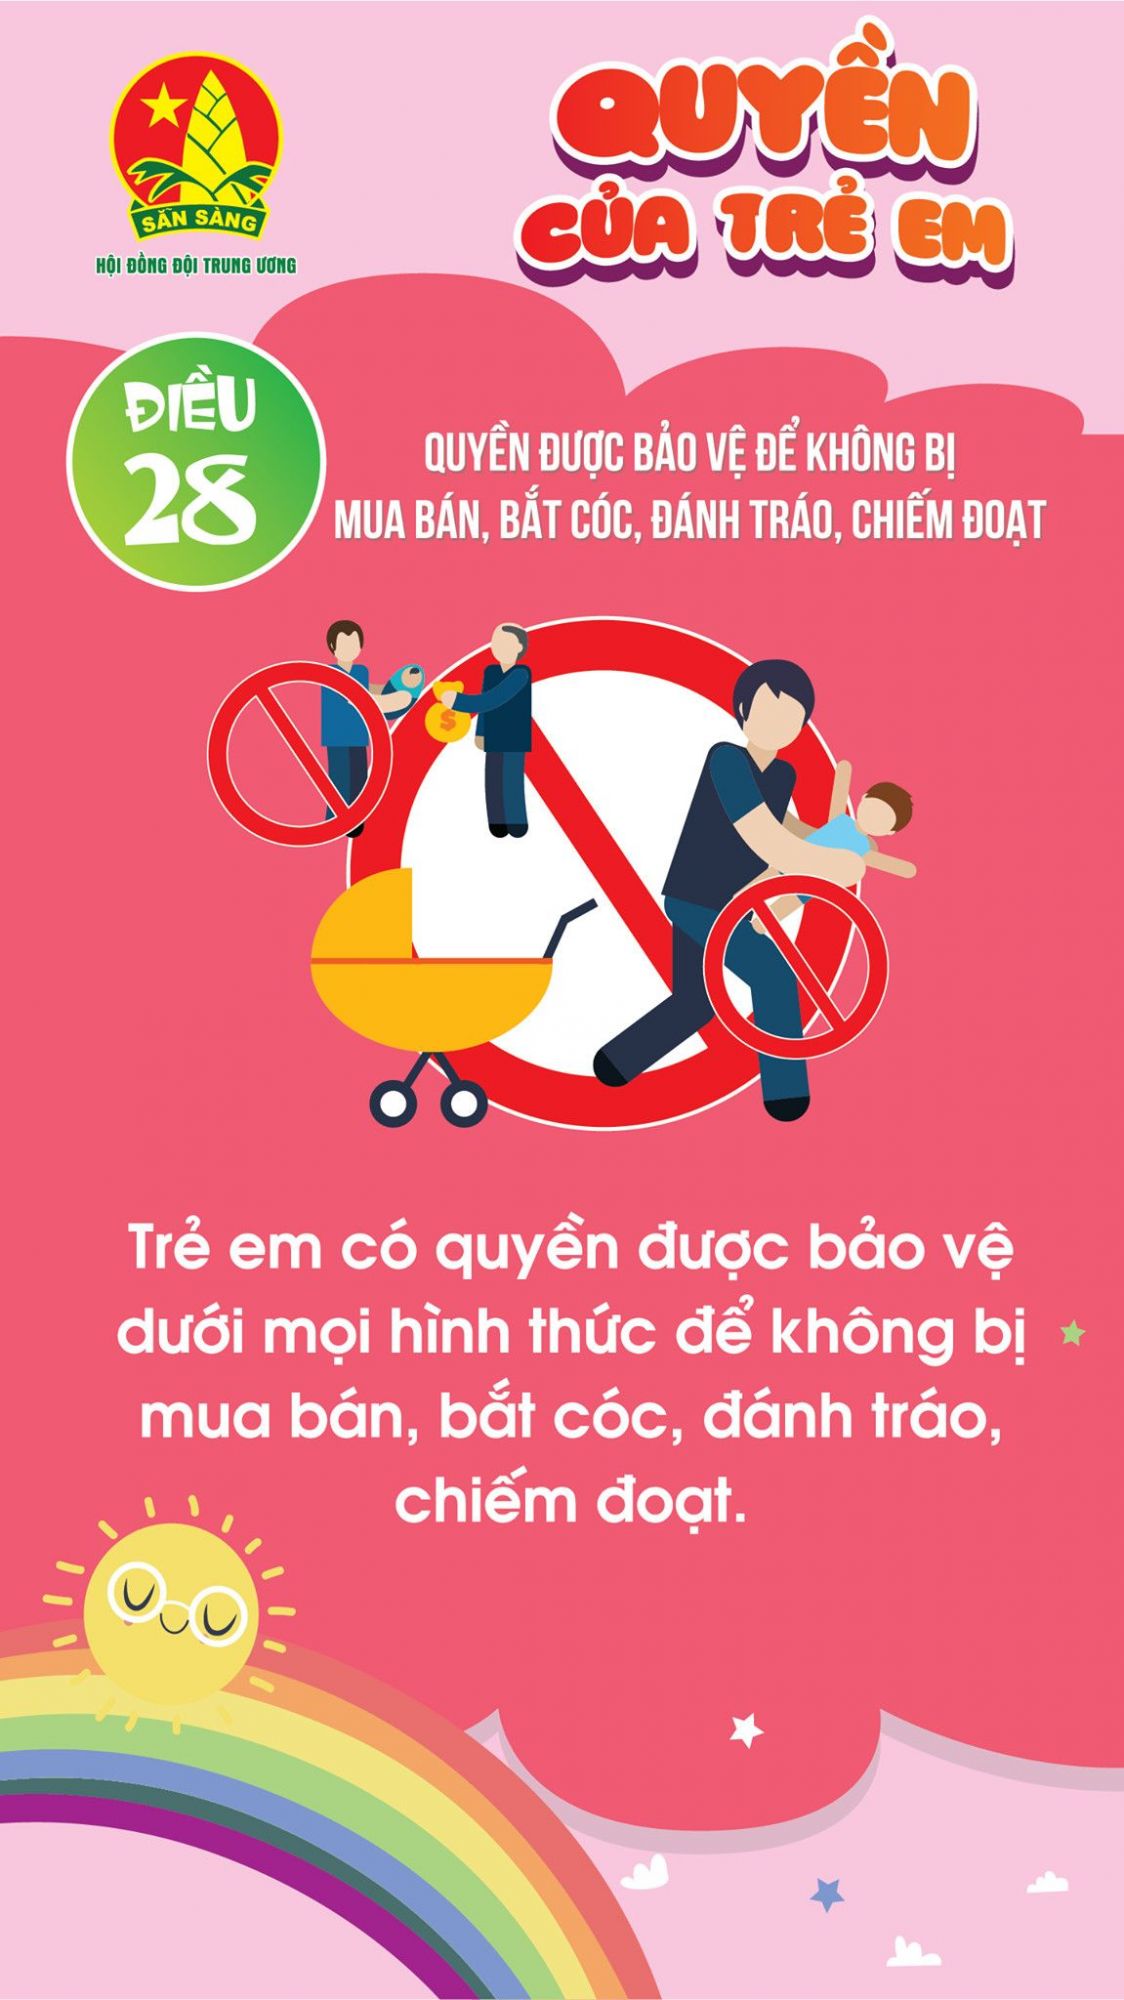 SẴN SÀNG
HỘI ĐỒNG ĐỘI TRUNG ƯƠNG
QUYỀN
CỦA TRẺ EM
ĐIỀU
28
QUYỀN ĐƯỢC BẢO VỆ ĐỂ KHÔNG BỊ
MUA BÁN, BẮT CÓC, ĐÁNH TRÁO, CHIẾM ĐOẠT
$
Trẻ em có quyền được bảo vệ
dưới mọi hình thức để không bị
mua bán, bắt cóc, đánh tráo,
chiếm đoạt.